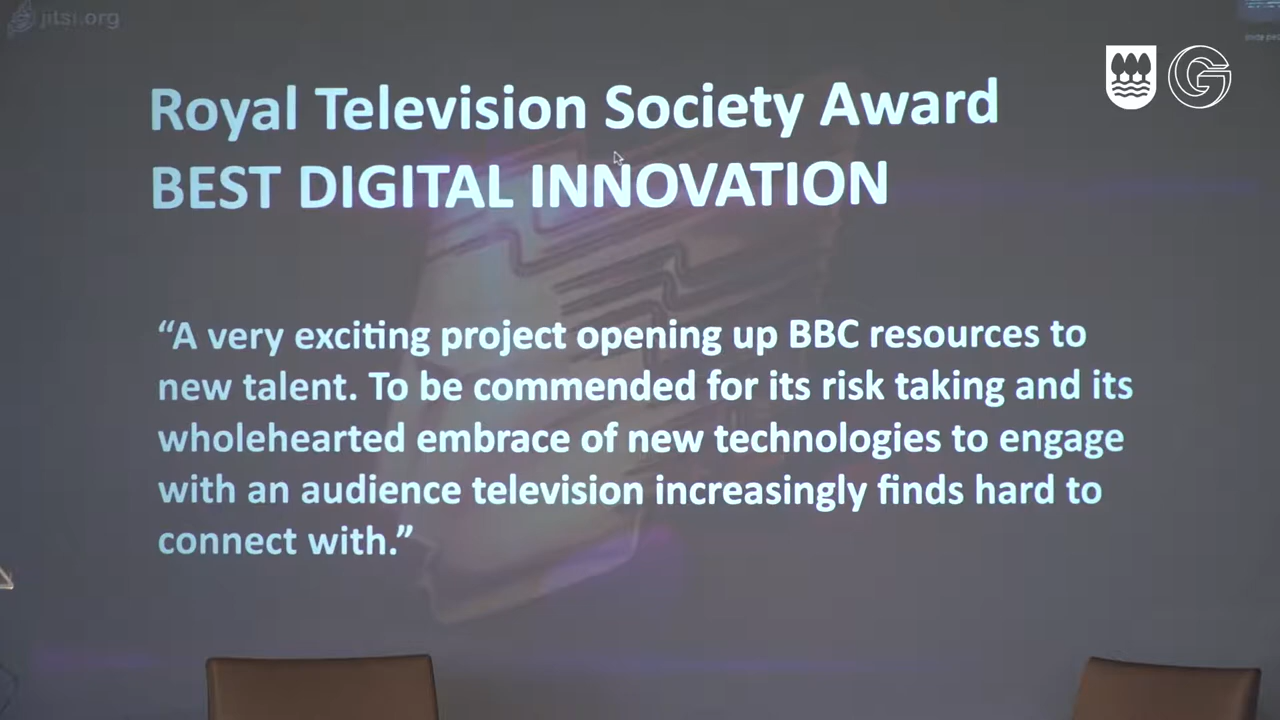 jitsi.org
Royal Television Society Award
BEST DIGITAL INNOVATION
“A very exciting project opening up BBC resources to
new talent. To be commended for its risk taking and its
wholehearted embrace of new technologies to engage
with an audience television increasingly finds hard to
connect with.”
G